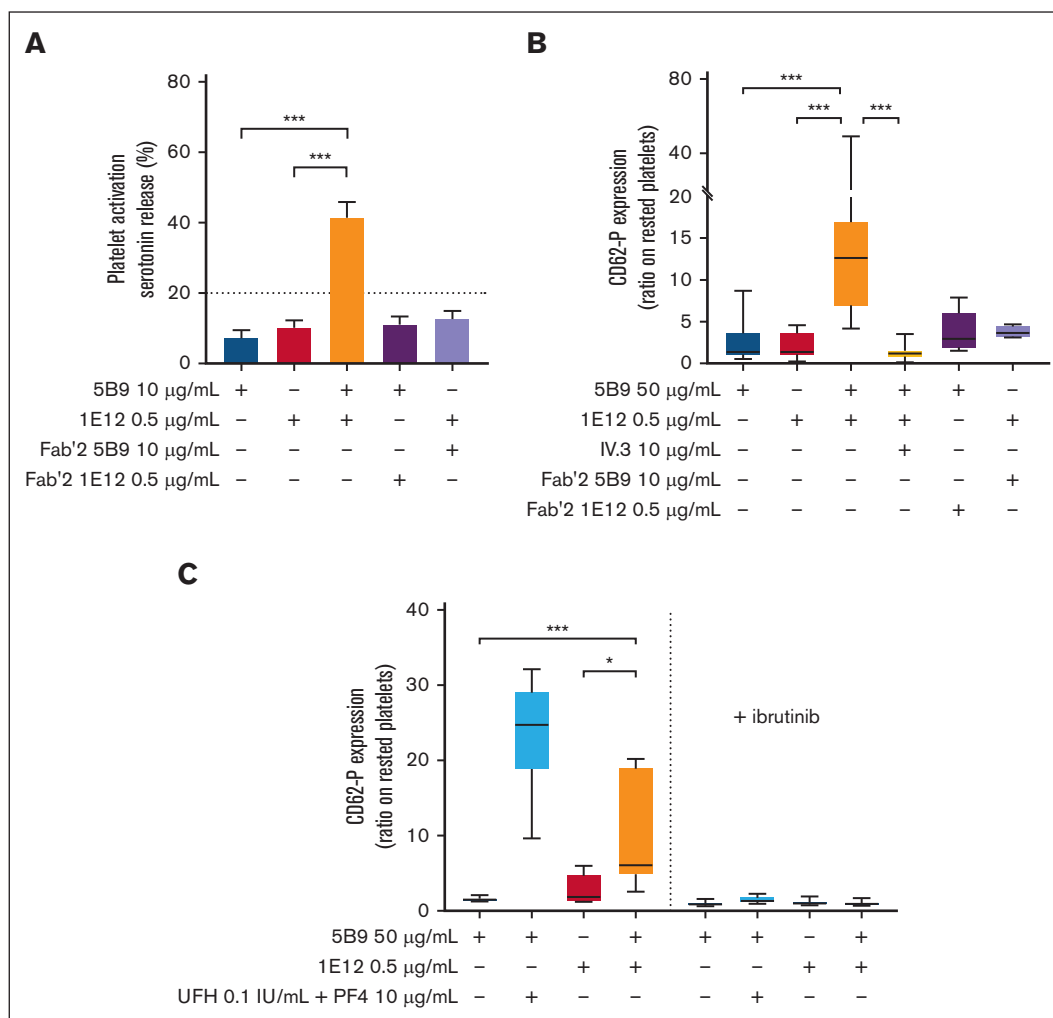 A
Platelet activation
serotonin release (%)
80
60
40
20
0
***
***
5B9 10 μg/mL + – + + –
1E12 0.5 μg/mL – + + – +
Fab'2 5B9 10 μg/mL – – – – +
Fab'2 1E12 0.5 μg/mL – – – + –
B
CD62-P expression
(ratio on rested platelets)
80
40
20
15
10
5
0
***
***
***
5B9 50 μg/mL + – + + + –
1E12 0.5 μg/mL – + + + – +
IV.3 10 μg/mL – – – + – –
Fab'2 5B9 10 μg/mL – – – – – +
Fab'2 1E12 0.5 μg/mL – – – – + –
C
CD62-P expression
(ratio on rested platelets)
40
30
20
10
0
***
*
+ ibrutinib
5B9 50 μg/mL + + – + + + – +
1E12 0.5 μg/mL – – + + – – + +
UFH 0.1 IU/mL + PF4 10 μg/mL – + – – – + – –